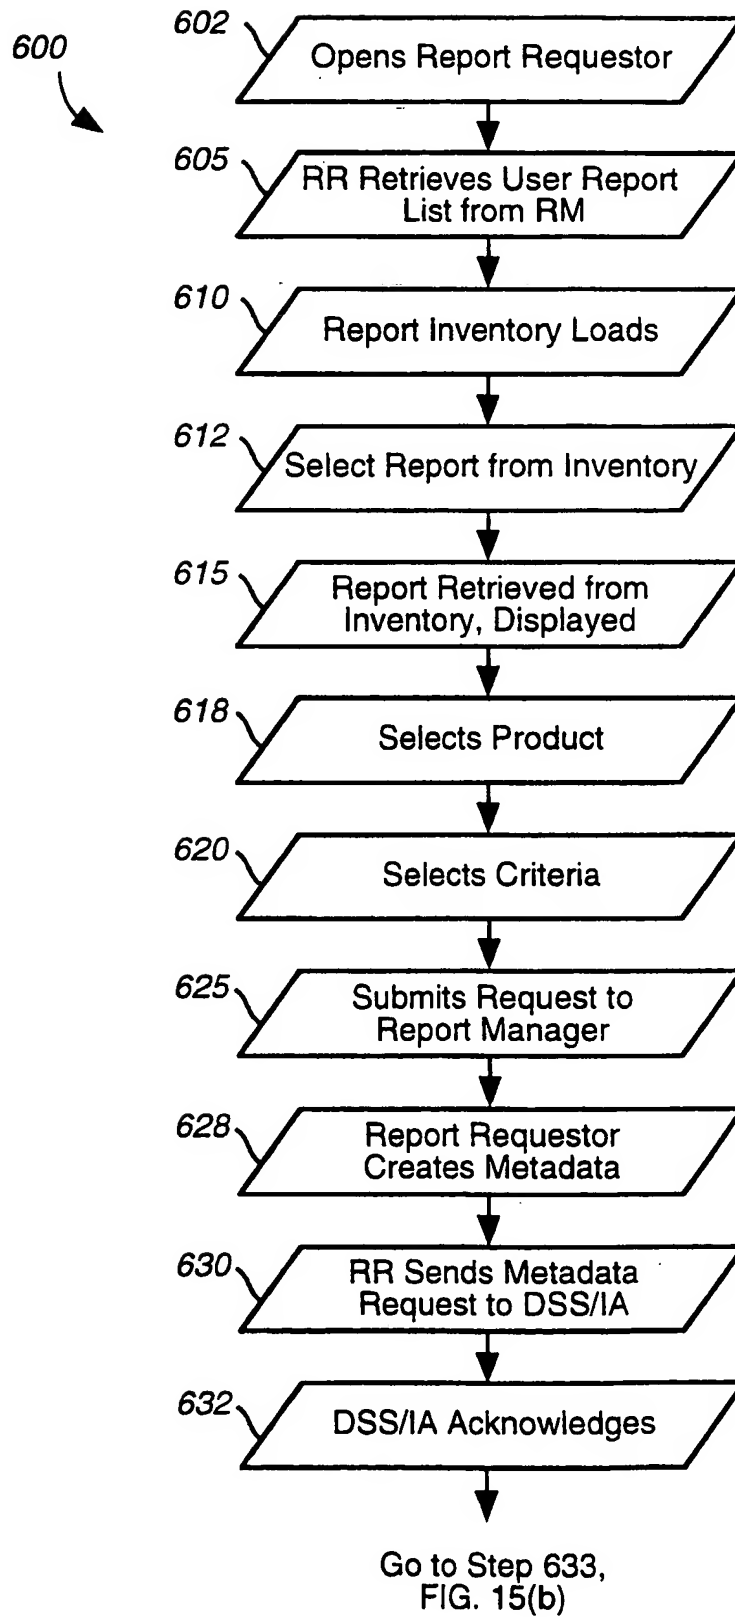 600
602
Opens Report Requestor
605
RR Retrieves User Report
List from RM
610
Report Inventory Loads
612
Select Report from Inventory
615
Report Retrieved from
Inventory, Displayed
618
Selects Product
620
Selects Criteria
625
Submits Request to
Report Manager
628
Report Requestor
Creates Metadata
630
RR Sends Metadata
Request to DSS/IA
632
DSS/IA Acknowledges
Go to Step 633,
FIG. 15(b)